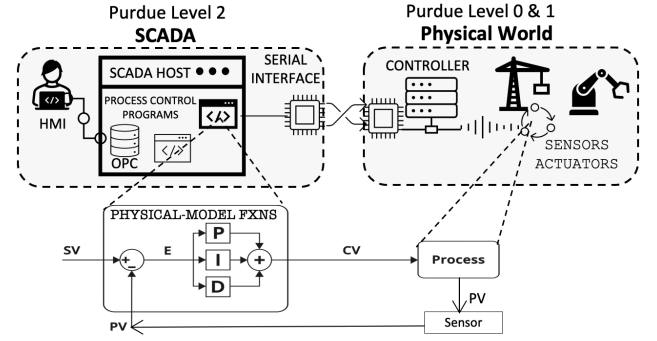 Purdue Level 2
SCADA
Purdue Level 0 & 1
Physical World
SCADA HOST
SERIAL
INTERFACE
CONTROLLER
HMI
PROCESS CONTROL
PROGRAMS
OPC
SENSORS
ACTUATORS
PHYSICAL-MODEL FXNS
SV
E
P
I
D
CV
Process
PV
Sensor
PV